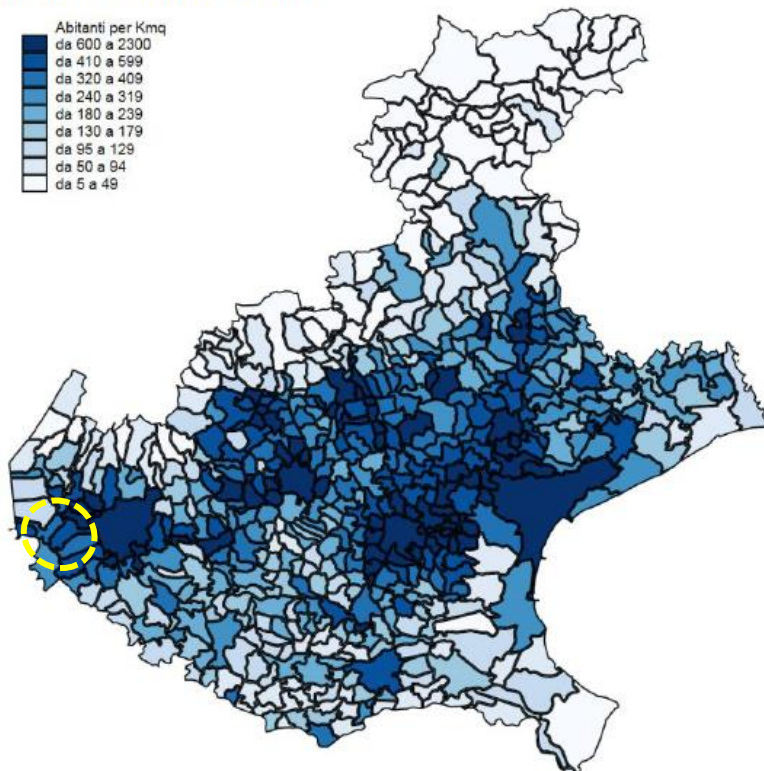 Abitanti per Kmq
da 600 a 2300
da 410 a 599
da 320 a 409
da 240 a 319
da 180 a 239
da 130 a 179
da 95 a 129
da 50 a 94
da 5 a 49